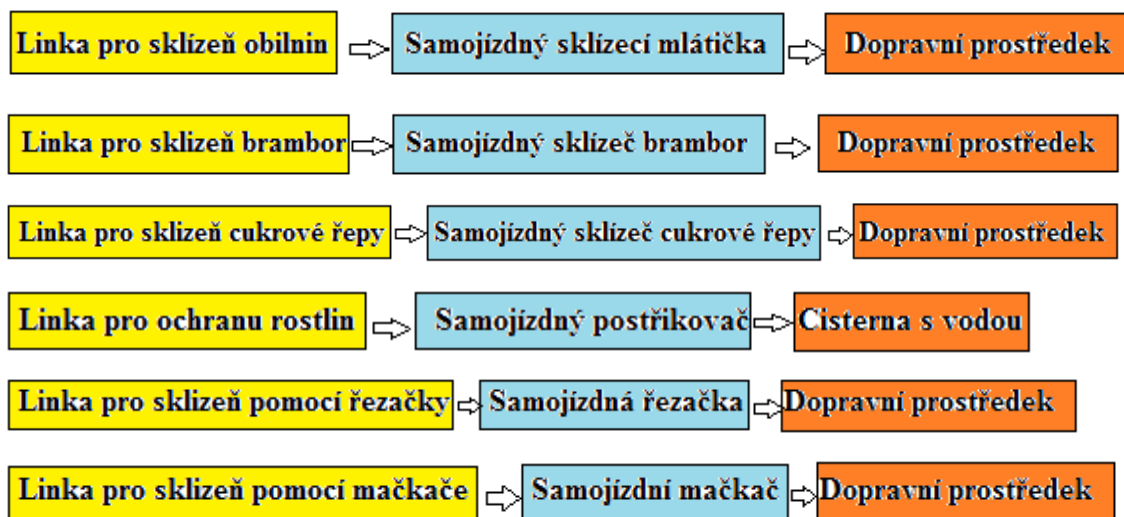 Linka pro sklízeň obilnin Samojízdný sklízecí mlátička Dopravní prostředek
Linka pro sklizeň brambor Samojízdný sklízeč brambor Dopravní prostředek
Linka pro sklizeň cukrové řepy Samojízdný sklízeč cukrové řepy Dopravní prostředek
Linka pro ochranu rostlin Samojízdný postřikovač Cisterna s vodou
Linka pro sklizeň pomocí řezačky Samojízdná řezačka Dopravní prostředek
Linka pro sklizeň pomocí mačkače Samojízdní mačkač Dopravní prostředek